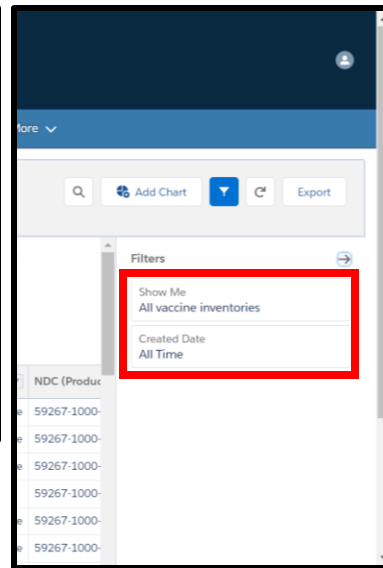 More
Add Chart
Export
Filters
Show Me
All vaccine inventories
Created Date
All Time
NDC (Produc
e 59267-1000-
e 59267-1000-
e 59267-1000-
59267-1000-
e 59267-1000-
e 59267-1000-